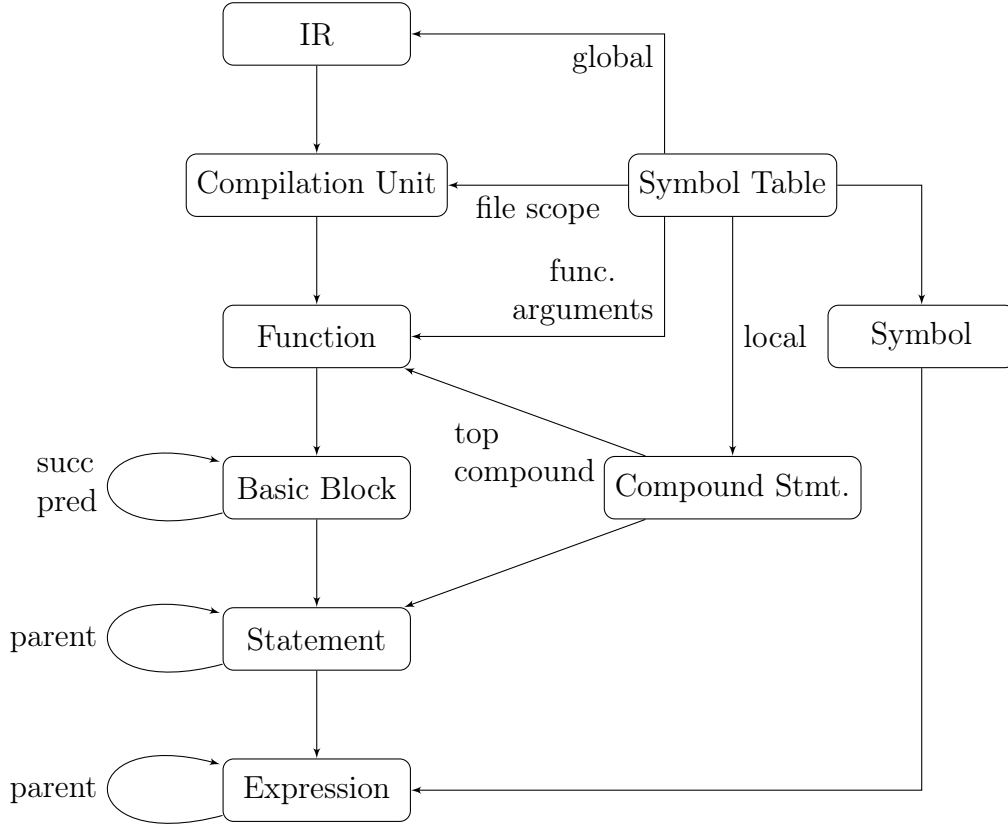 IR
global
Compilation Unit
Symbol Table
file scope
func.
arguments
Function
local
Symbol
top
compound
succ
pred
Basic Block
Compound Stmt.
parent
Statement
parent
Expression